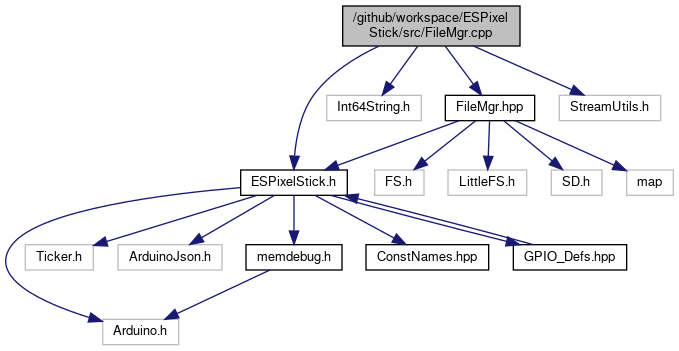 /github/workspace/ESPixel
Stick/src/FileMgr.cpp
Int64String.h
FileMgr.hpp
StreamUtils.h
ESPixelStick.h
FS.h
LittleFS.h
SD.h
map
Ticker.h
ArduinoJson.h
memdebug.h
ConstNames.hpp
GPIO_Defs.hpp
Arduino.h